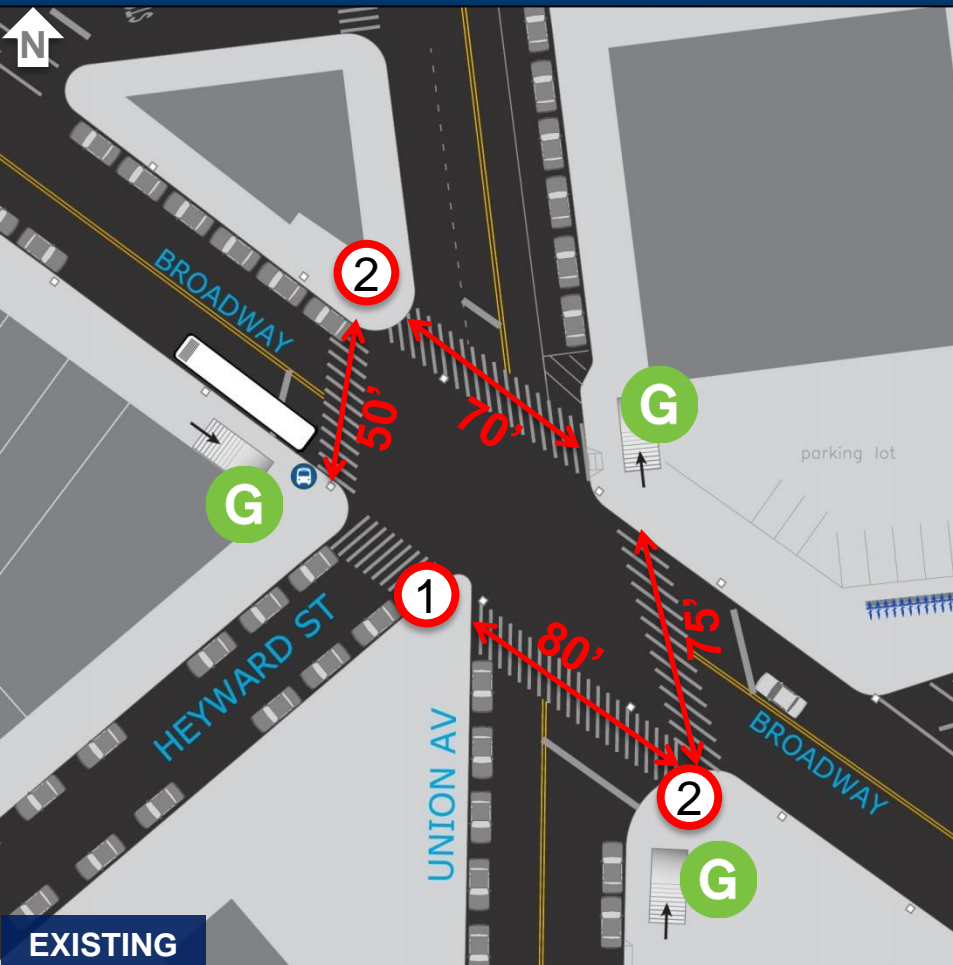 N
BROADWAY
2
50’
70’
G
parking lot
G
1
HEYWARD ST
80’
75’
UNION AV
BROADWAY
2
G
EXISTING